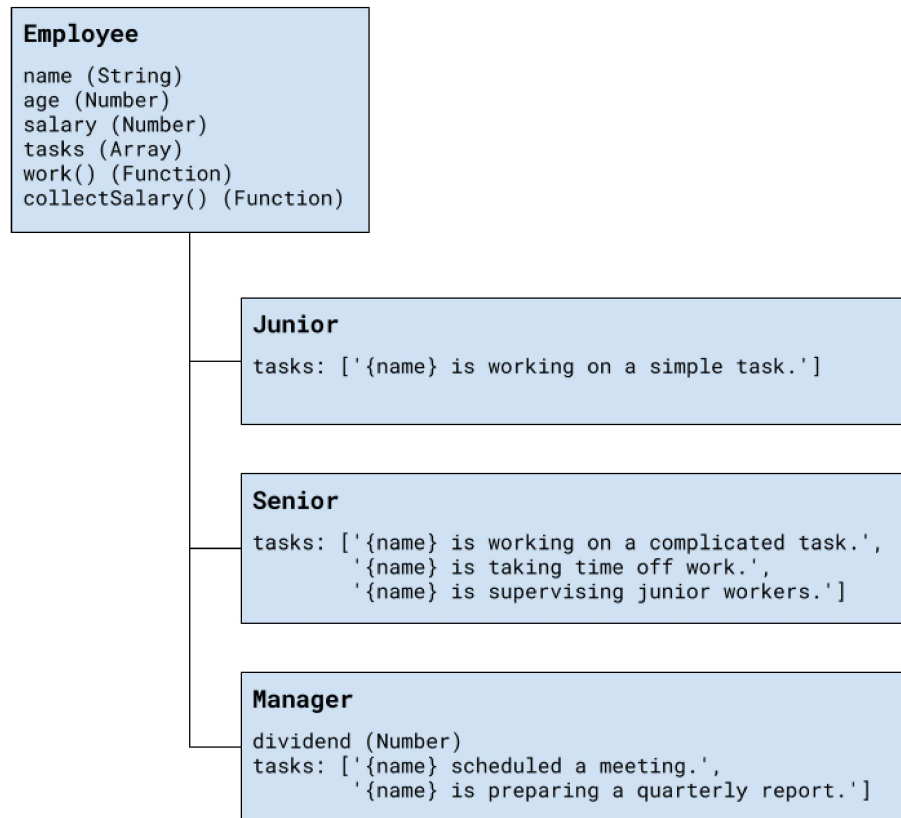 Employee
name (String)
age (Number)
salary (Number)
tasks (Array)
work() (Function)
collectSalary() (Function)
Junior
tasks: ['{name} is working on a simple task.']
Senior
tasks: ['{name} is working on a complicated task.',
'{name} is taking time off work.',
'{name} is supervising junior workers.']
Manager
dividend (Number)
tasks: ['{name} scheduled a meeting.',
'{name} is preparing a quarterly report.']